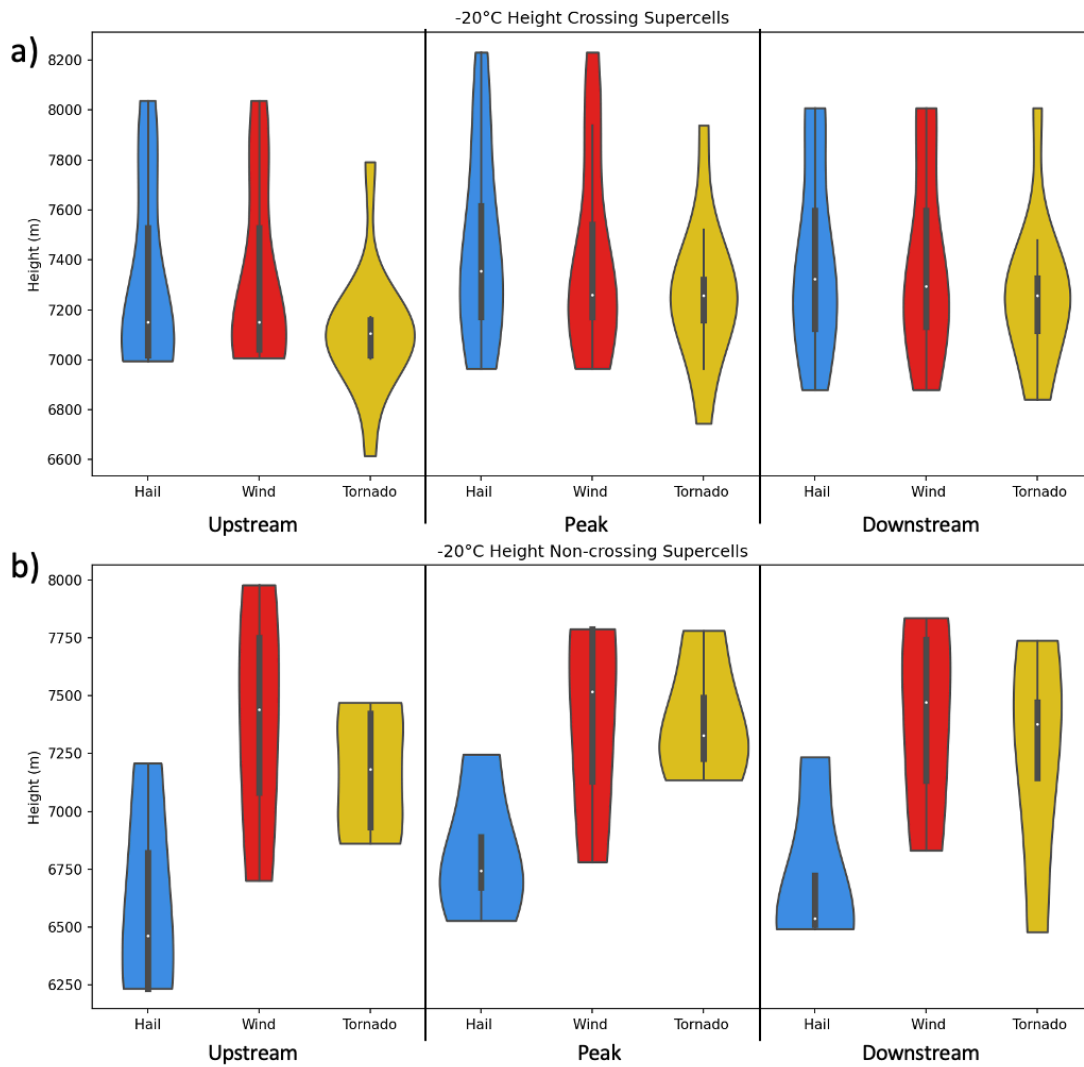 -20°C Height Crossing Supercells
a)
8200
8000
7800
7600
7400
7200
7000
6800
6600
Height (m)
Hail Wind Tornado Hail Wind Tornado Hail Wind Tornado
Upstream Peak Downstream
-20°C Height Non-crossing Supercells
b)
8000
7750
7500
7250
7000
6750
6500
6250
Height (m)
Hail Wind Tornado Hail Wind Tornado Hail Wind Tornado
Upstream Peak Downstream